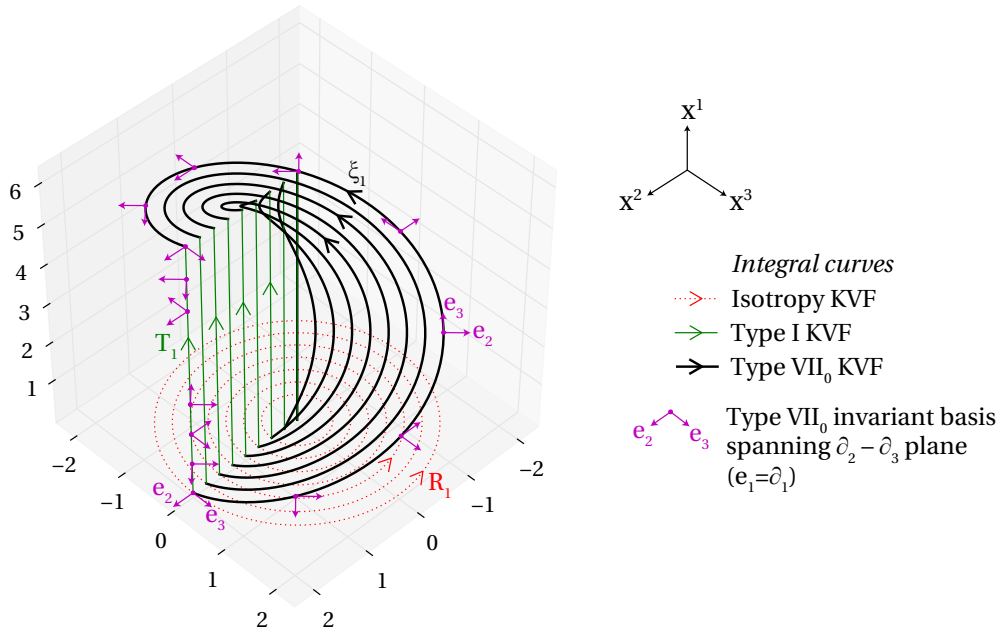 x¹
x²
x³
6
5
4
3
2
1
ξ₁
T₁
e₃
e₂
e₂
e₃
R₁
-2
-1
0
1
2
-2
-1
0
1
2
Integral curves
Isotropy KVF
Type I KVF
Type VII₀ KVF
e₂ e₃
Type VII₀ invariant basis
spanning ∂₂ – ∂₃ plane
(e₁=∂₁)